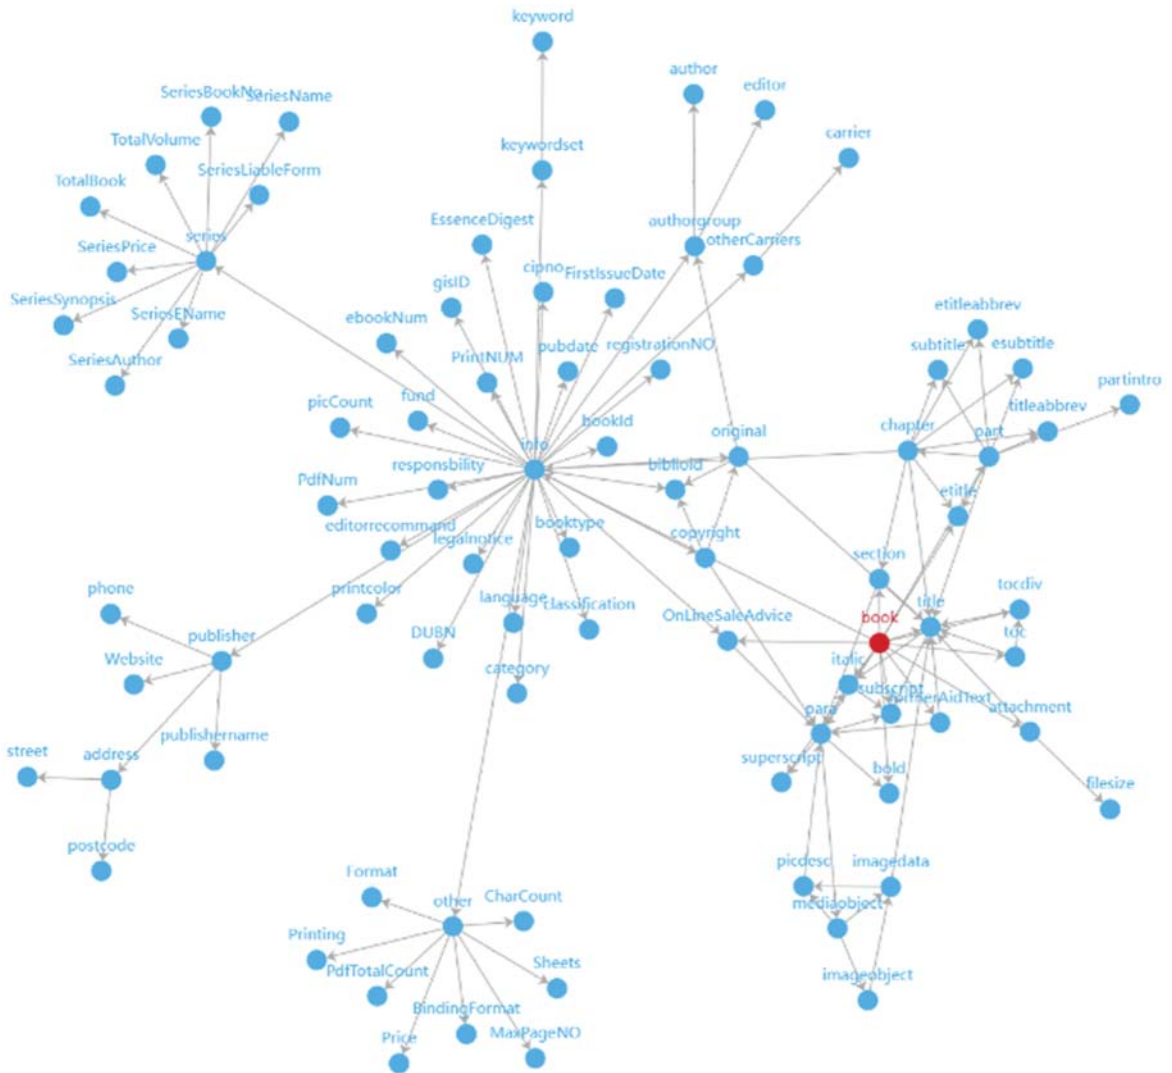 keyword
author
editor
SeriesBookNo
SeriesName
TotalVolume
carrier
keywordset
SeriesLiableForm
TotalBook
EssenceDigest
authorgroup
otherCarriers
series
SeriesPrice
cipno
FirstIssueDate
gisID
SeriesSynopsis
SeriesEName
etitleabbrev
ebookNum
PrintNUM
pubdate
registrationNO
subtitle
esubtitle
SeriesAuthor
partintro
picCount
fund
titleabbrev
bookId
original
chapter
part
info
responsbility
biblioid
PdfNum
etitle
editorrecommand
legalnotice
booktype
copyright
section
phone
printcolor
language
classification
tocdiv
OnLineSaleAdvice
book
title
publisher
DUBN
toc
Website
category
italic
subscript
para
attachment
publishername
street
address
superscript
bold
filesize
postcode
picdesc
imagedata
Format
other
CharCount
mediaobject
Printing
PdfTotalCount
Sheets
imageobject
BindingFormat
Price
MaxPageNO